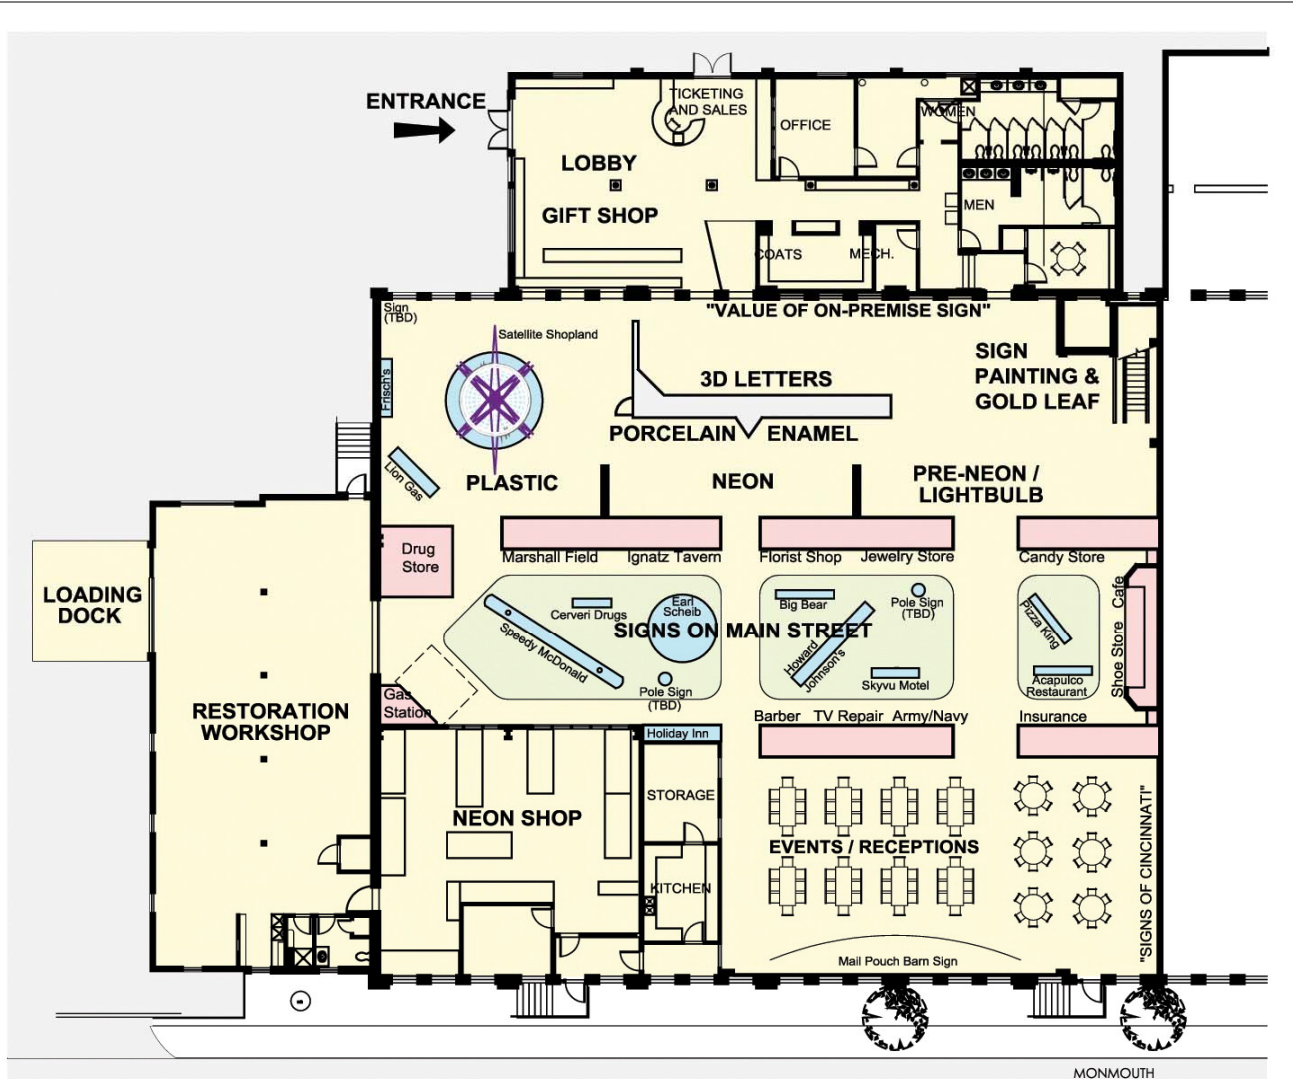 ENTRANCE
TICKETING
AND SALES
OFFICE
WOMEN
LOBBY
GIFT SHOP
MEN
COATS
MECH.
Sign
(TBD)
"VALUE OF ON-PREMISE SIGN"
Satellite Shopland
SIGN
PAINTING &
GOLD LEAF
3D LETTERS
Frisch's
PORCELAIN
ENAMEL
Lion Gas
PLASTIC
NEON
PRE-NEON /
LIGHTBULB
Drug
Store
Marshall Field
Ignatz Tavern
Florist Shop
Jewelry Store
Candy Store
LOADING
DOCK
Cerveri Drugs
Earl
Scheib
Big Bear
Pole Sign
(TBD)
Pizza King
Shoe Store Cafe
SIGNS ON MAIN STREET
Speedy McDonald
Howard
Johnson's
Skyvu Motel
Acapulco
Restaurant
Pole Sign
(TBD)
Gas
Station
RESTORATION
WORKSHOP
Barber
TV Repair
Army/Navy
Insurance
Holiday Inn
STORAGE
NEON SHOP
EVENTS / RECEPTIONS
KITCHEN
"SIGNS OF CINCINNATI"
Mail Pouch Barn Sign
MONMOUTH